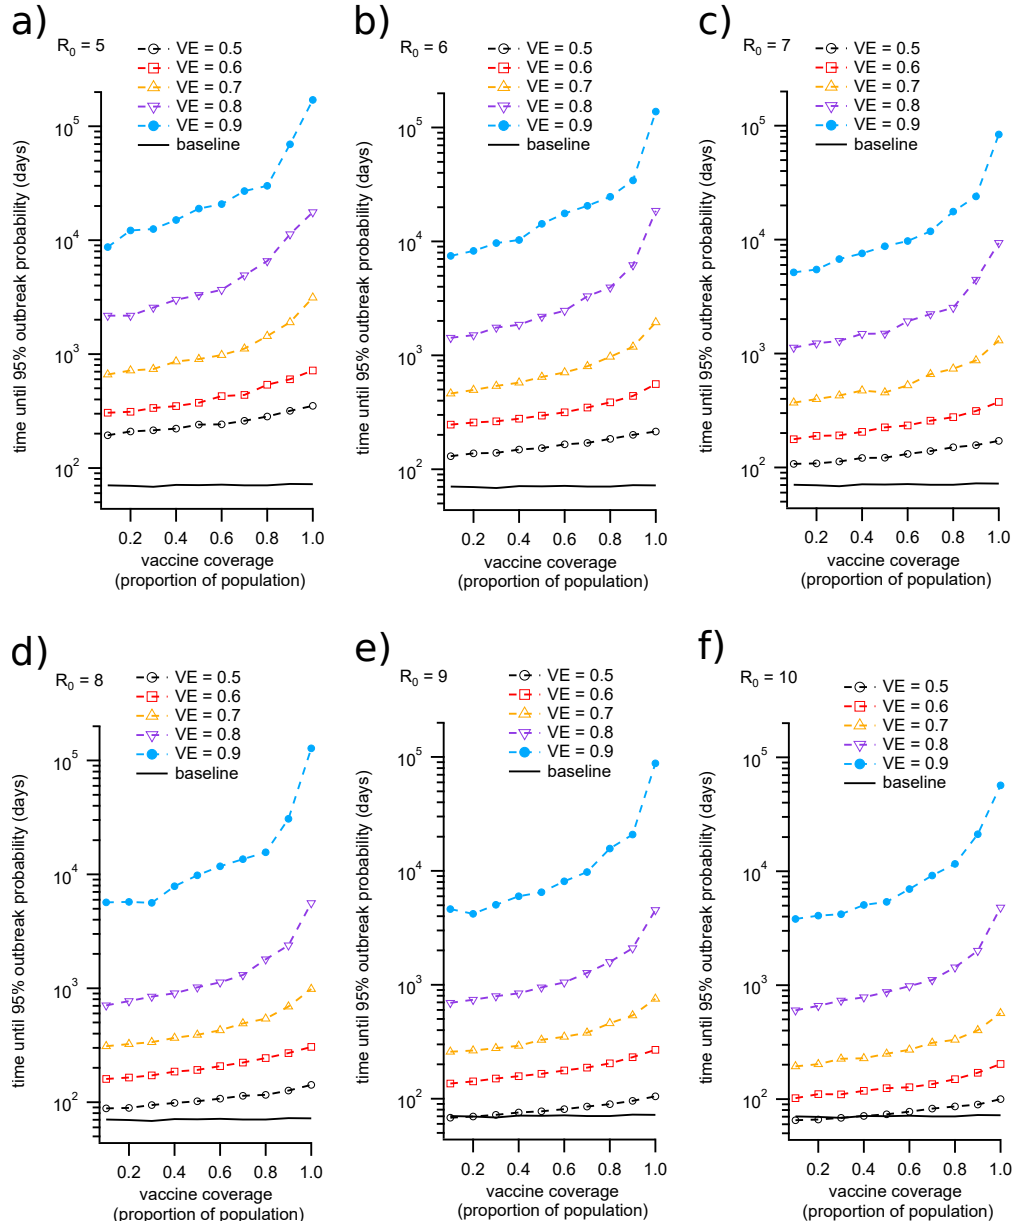 a)
R0 = 5
VE = 0.5
VE = 0.6
VE = 0.7
VE = 0.8
VE = 0.9
baseline
time until 95% outbreak probability (days)
10^5
10^4
10^3
10^2
0.2 0.4 0.6 0.8 1.0
vaccine coverage
(proportion of population)
b)
R0 = 6
VE = 0.5
VE = 0.6
VE = 0.7
VE = 0.8
VE = 0.9
baseline
time until 95% outbreak probability (days)
10^5
10^4
10^3
10^2
0.2 0.4 0.6 0.8 1.0
vaccine coverage
(proportion of population)
c)
R0 = 7
VE = 0.5
VE = 0.6
VE = 0.7
VE = 0.8
VE = 0.9
baseline
time until 95% outbreak probability (days)
10^5
10^4
10^3
10^2
0.2 0.4 0.6 0.8 1.0
vaccine coverage
(proportion of population)
d)
R0 = 8
VE = 0.5
VE = 0.6
VE = 0.7
VE = 0.8
VE = 0.9
baseline
time until 95% outbreak probability (days)
10^5
10^4
10^3
10^2
0.2 0.4 0.6 0.8 1.0
vaccine coverage
(proportion of population)
e)
R0 = 9
VE = 0.5
VE = 0.6
VE = 0.7
VE = 0.8
VE = 0.9
baseline
time until 95% outbreak probability (days)
10^5
10^4
10^3
10^2
0.2 0.4 0.6 0.8 1.0
vaccine coverage
(proportion of population)
f)
R0 = 10
VE = 0.5
VE = 0.6
VE = 0.7
VE = 0.8
VE = 0.9
baseline
time until 95% outbreak probability (days)
10^5
10^4
10^3
10^2
0.2 0.4 0.6 0.8 1.0
vaccine coverage
(proportion of population)